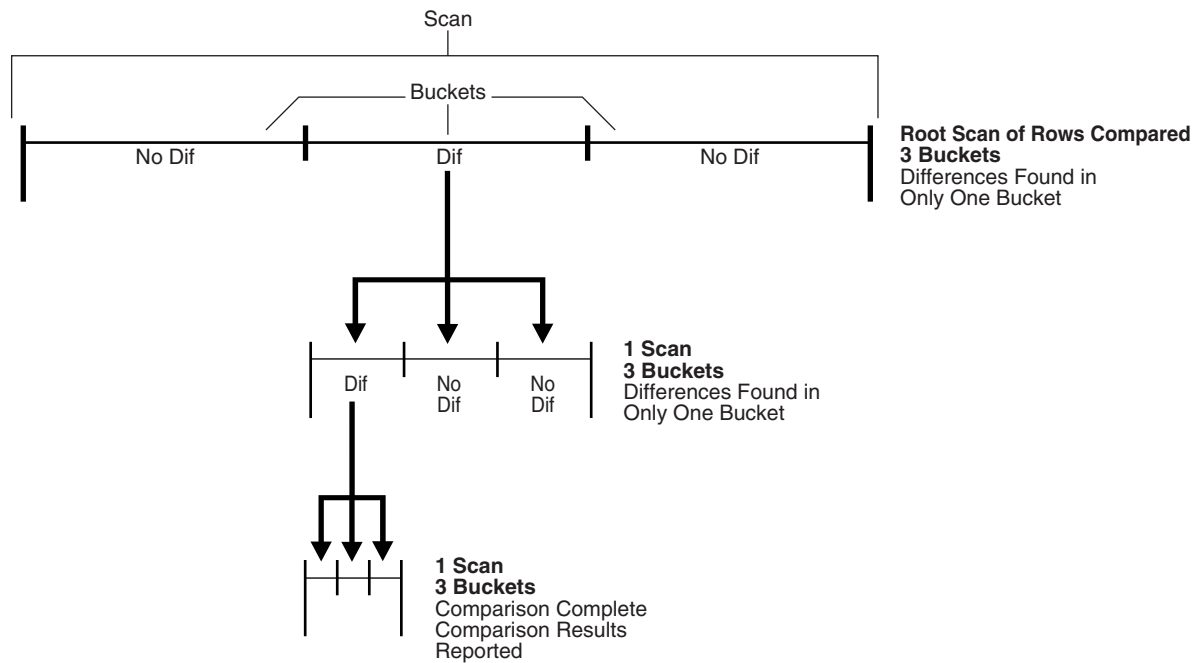 Scan
Buckets
No Dif
Dif
No Dif
Root Scan of Rows Compared
3 Buckets
Differences Found in
Only One Bucket
Dif
No
Dif
No
Dif
1 Scan
3 Buckets
Differences Found in
Only One Bucket
1 Scan
3 Buckets
Comparison Complete
Comparison Results
Reported